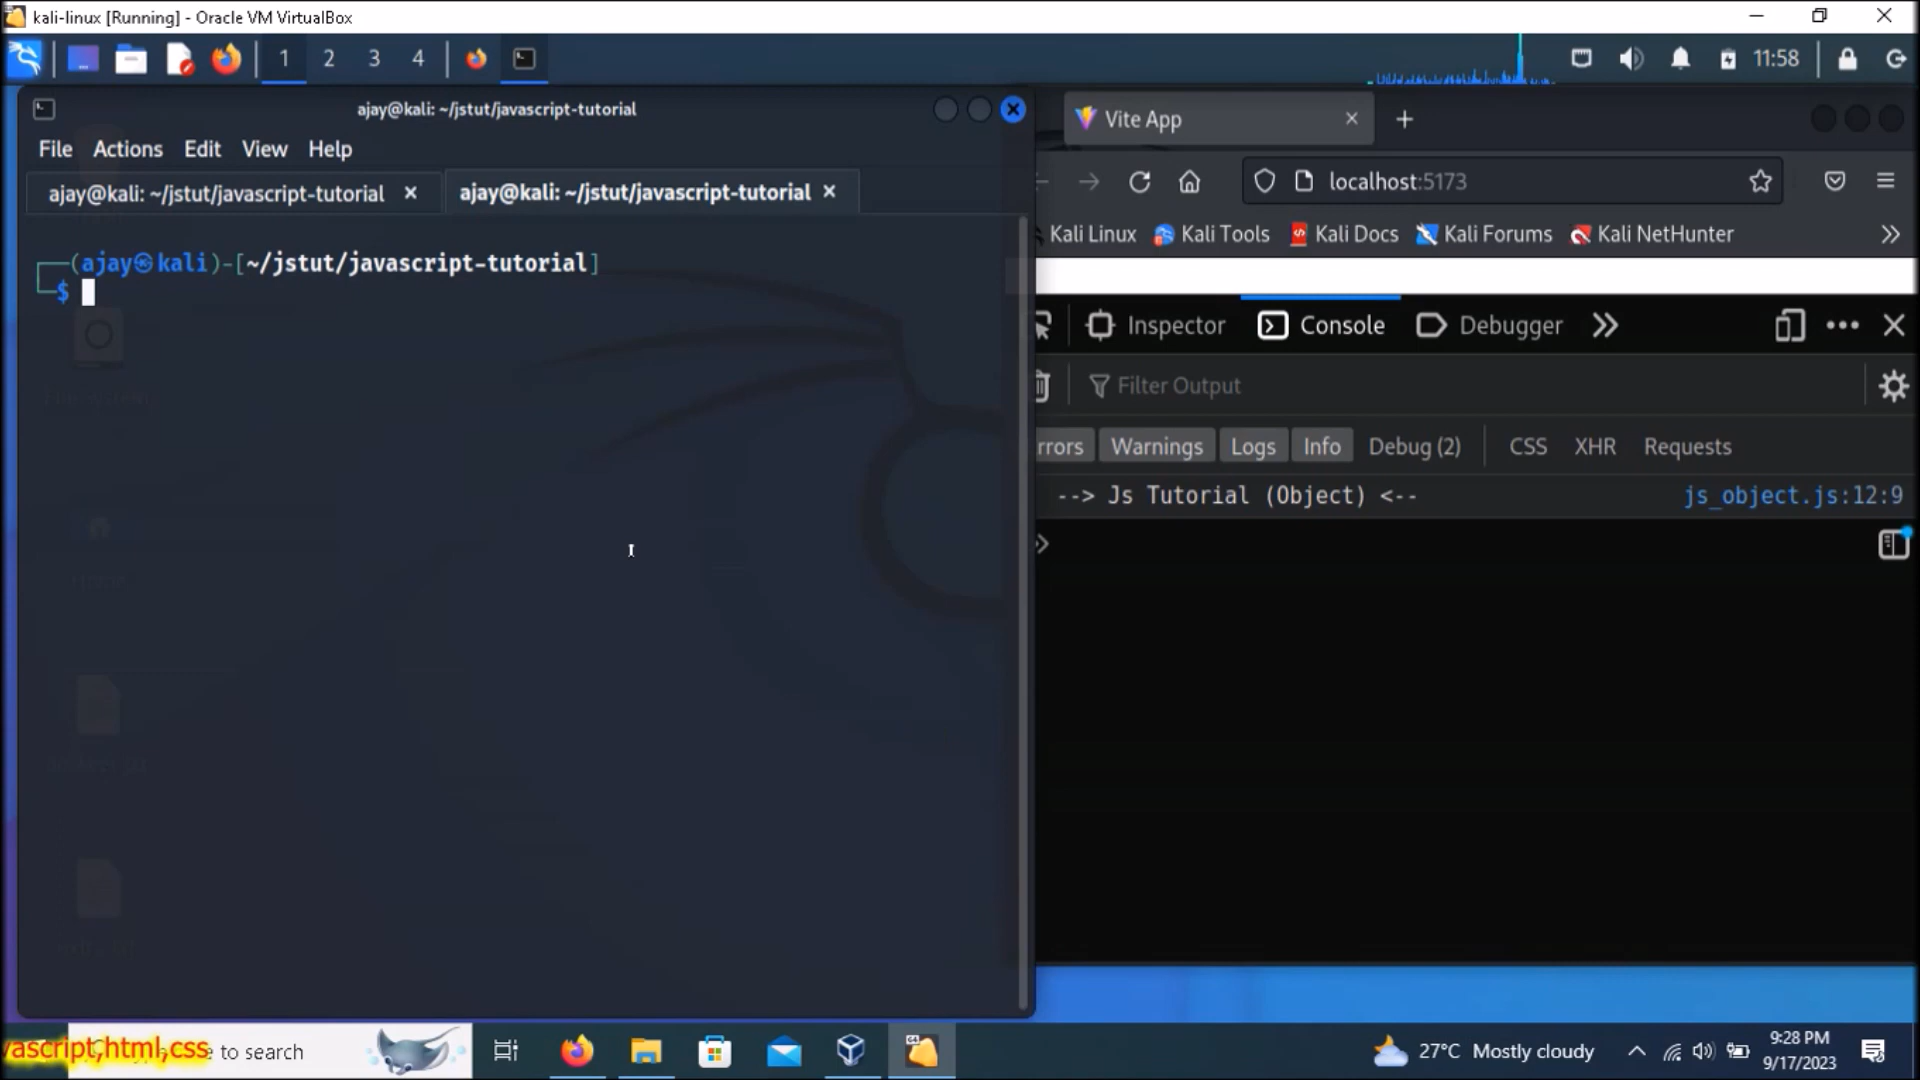 kali-linux [Running] - Oracle VM VirtualBox
1 2 3 4
11:58
ajay@kali: ~/jstut/javascript-tutorial
File Actions Edit View Help
ajay@kali: ~/jstut/javascript-tutorial
ajay@kali: ~/jstut/javascript-tutorial
┌──(ajay㉿kali)-[~/jstut/javascript-tutorial]
└─$
Vite App
localhost:5173
Kali Linux Kali Tools Kali Docs Kali Forums Kali NetHunter
Inspector Console Debugger
Filter Output
rrors Warnings Logs Info Debug (2) CSS XHR Requests
--> Js Tutorial (Object) <-- js_object.js:12:9
vascript,html,css
to search
27°C Mostly cloudy
9:28 PM
9/17/2023